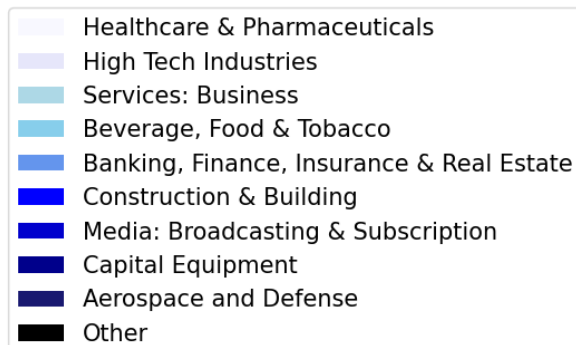 Healthcare & Pharmaceuticals
High Tech Industries
Services: Business
Beverage, Food & Tobacco
Banking, Finance, Insurance & Real Estate
Construction & Building
Media: Broadcasting & Subscription
Capital Equipment
Aerospace and Defense
Other